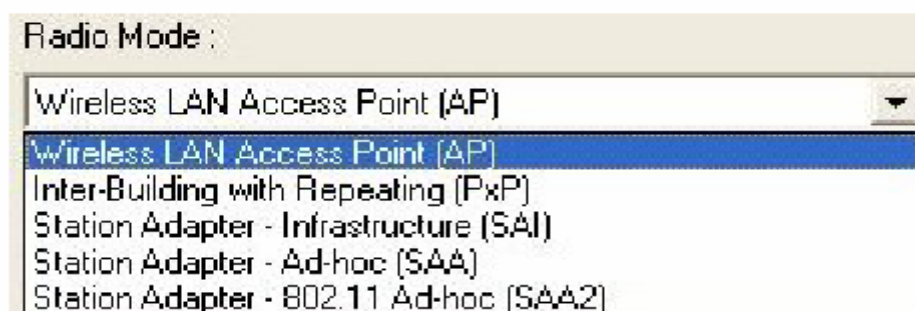 Radio Mode :
Wireless LAN Access Point (AP)
Wireless LAN Access Point (AP)
Inter-Building with Repeating (PxP)
Station Adapter - Infrastructure (SAI)
Station Adapter - Ad-hoc (SAA)
Station Adapter - 802.11 Ad-hoc (SAA2)